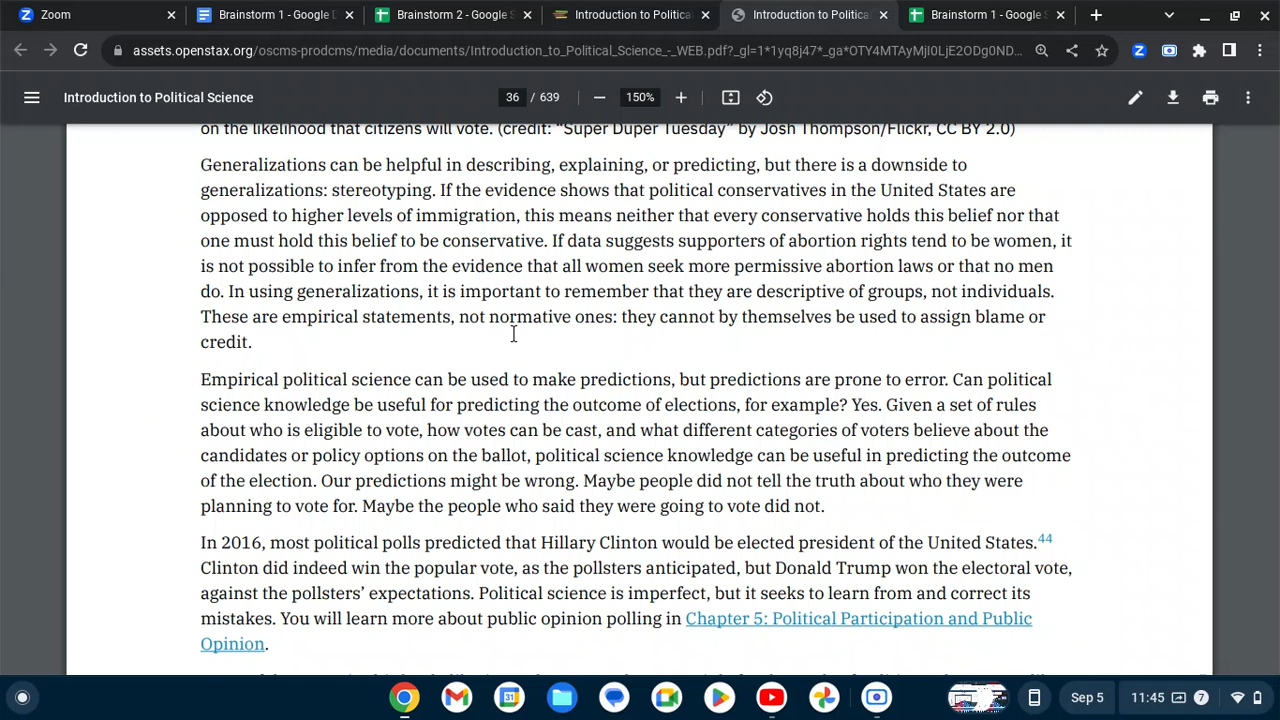 Zoom
Brainstorm 1 - Google D
Brainstorm 2 - Google S
Introduction to Politica
Introduction to Politica
Brainstorm 1 - Google S
assets.openstax.org/oscms-prodcms/media/documents/Introduction_to_Political_Science_-_WEB.pdf?_gl=1*1yq8j47*_ga*OTY4MTAyMjI0LjE2ODg0ND...
Introduction to Political Science
36 / 639
150%
on the likelihood that citizens will vote. (credit: “Super Duper Tuesday” by Josh Thompson/Flickr, CC BY 2.0)
Generalizations can be helpful in describing, explaining, or predicting, but there is a downside to
generalizations: stereotyping. If the evidence shows that political conservatives in the United States are
opposed to higher levels of immigration, this means neither that every conservative holds this belief nor that
one must hold this belief to be conservative. If data suggests supporters of abortion rights tend to be women, it
is not possible to infer from the evidence that all women seek more permissive abortion laws or that no men
do. In using generalizations, it is important to remember that they are descriptive of groups, not individuals.
These are empirical statements, not normative ones: they cannot by themselves be used to assign blame or
credit.
Empirical political science can be used to make predictions, but predictions are prone to error. Can political
science knowledge be useful for predicting the outcome of elections, for example? Yes. Given a set of rules
about who is eligible to vote, how votes can be cast, and what different categories of voters believe about the
candidates or policy options on the ballot, political science knowledge can be useful in predicting the outcome
of the election. Our predictions might be wrong. Maybe people did not tell the truth about who they were
planning to vote for. Maybe the people who said they were going to vote did not.
In 2016, most political polls predicted that Hillary Clinton would be elected president of the United States.44
Clinton did indeed win the popular vote, as the pollsters anticipated, but Donald Trump won the electoral vote,
against the pollsters’ expectations. Political science is imperfect, but it seeks to learn from and correct its
mistakes. You will learn more about public opinion polling in Chapter 5: Political Participation and Public
Opinion.
Sep 5
11:45
7